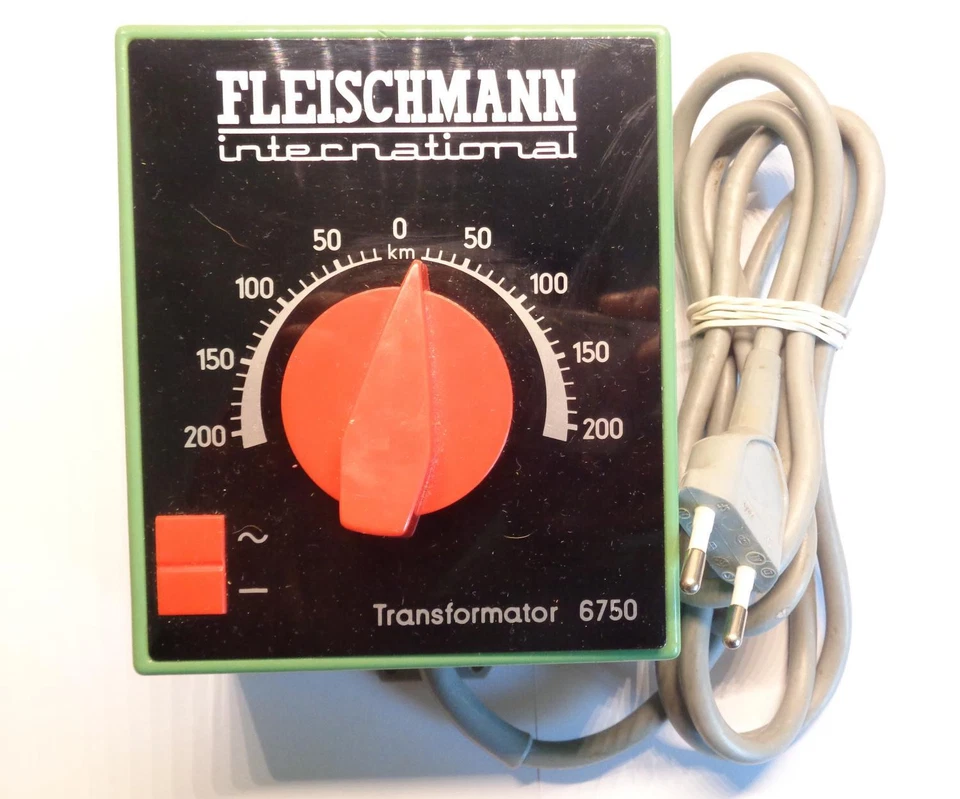 FLEISCHMANN
international
0
50 50
km
100 100
150 150
200 200
~
—
Transformator 6750